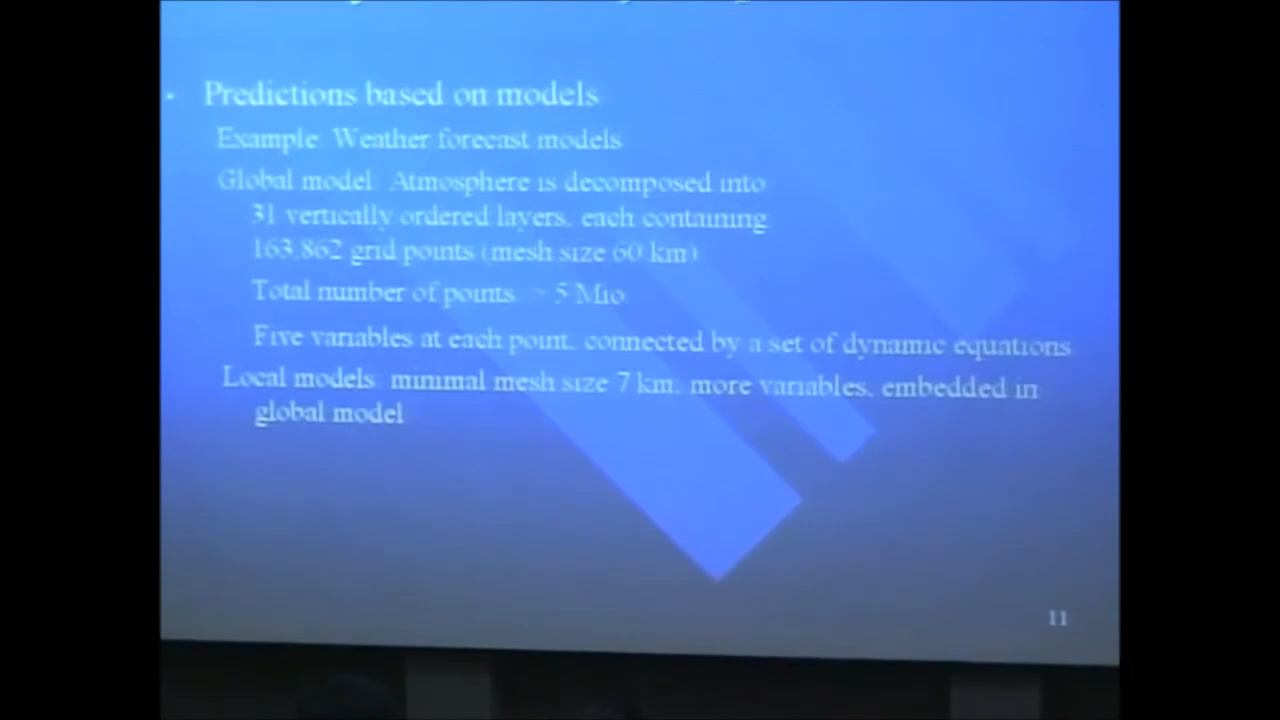 Predictions based on models
Example: Weather forecast models
Global model: Atmosphere is decomposed into
31 vertically ordered layers, each containing
163.862 grid points (mesh size 60 km)
Total number of points: > 5 Mio
Five variables at each point, connected by a set of dynamic equations
Local models: minimal mesh size 7 km, more variables, embedded in
global model
11